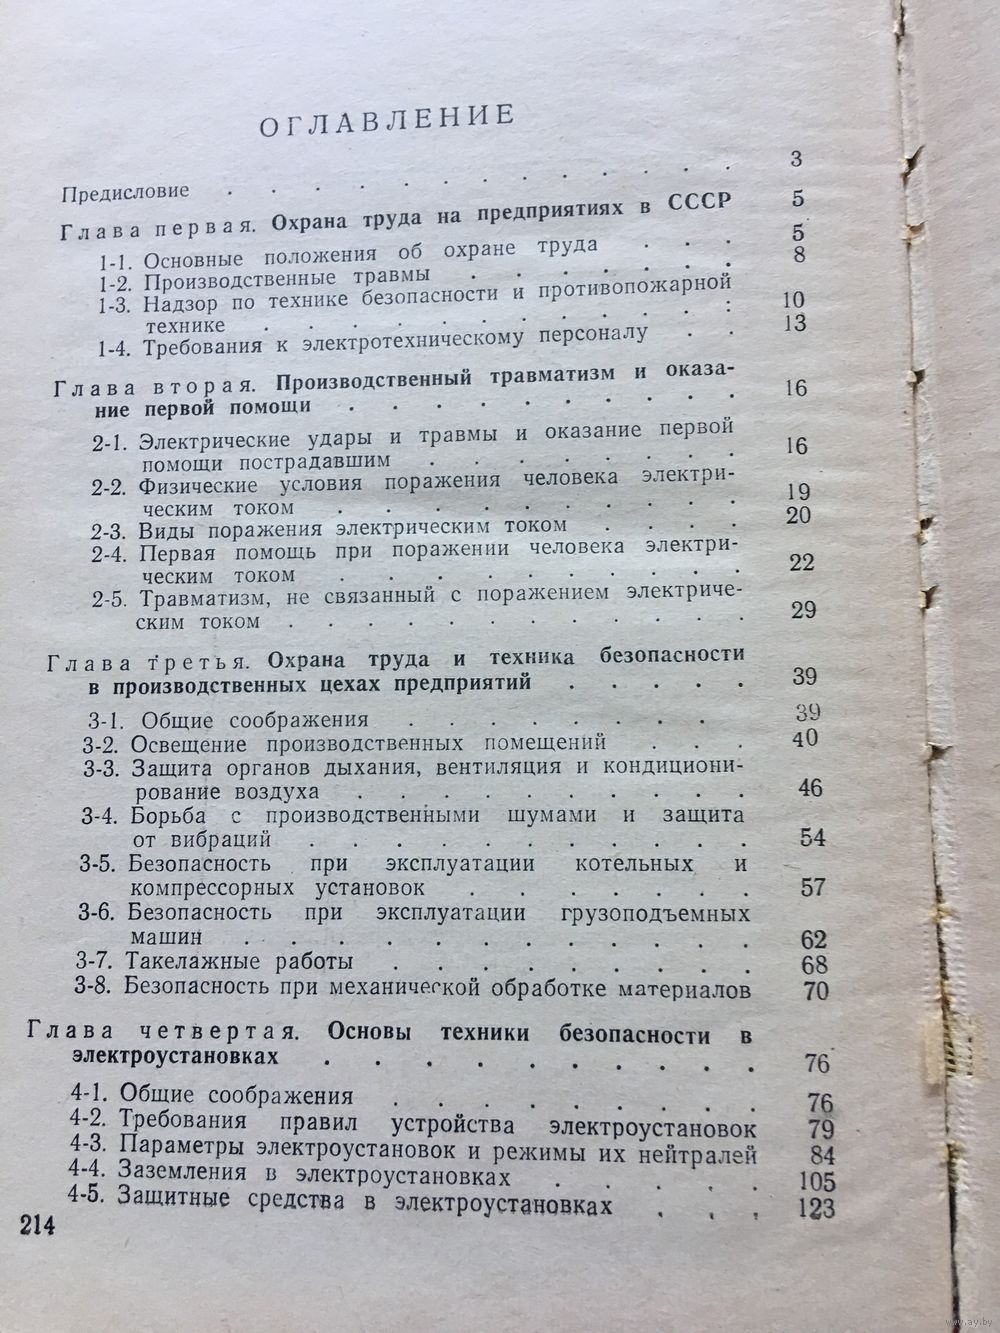 ОГЛАВЛЕНИЕ
Предисловие . . . . . . . . . . . . 3
Глава первая. Охрана труда на предприятиях в СССР 5
1-1. Основные положения об охране труда . . . 5
1-2. Производственные травмы . . . . . . . 8
1-3. Надзор по технике безопасности и противопожарной
технике . . . . . . . . . . . 10
1-4. Требования к электротехническому персоналу . . 13
Глава вторая. Производственный травматизм и оказа-
ние первой помощи . . . . . . . . . 16
2-1. Электрические удары и травмы и оказание первой
помощи пострадавшим . . . . . . . 16
2-2. Физические условия поражения человека электри-
ческим током . . . . . . . . . 19
2-3. Виды поражения электрическим током . . . . 20
2-4. Первая помощь при поражении человека электри-
ческим током . . . . . . . . . 22
2-5. Травматизм, не связанный с поражением электриче-
ским током . . . . . . . . . . . 29
Глава третья. Охрана труда и техника безопасности
в производственных цехах предприятий . . . . . 39
3-1. Общие соображения . . . . . . . . 39
3-2. Освещение производственных помещений . . . 40
3-3. Защита органов дыхания, вентиляция и кондициони-
рование воздуха . . . . . . . . . 46
3-4. Борьба с производственными шумами и защита
от вибраций . . . . . . . . . . . 54
3-5. Безопасность при эксплуатации котельных и
компрессорных установок . . . . . . . 57
3-6. Безопасность при эксплуатации грузоподъемных
машин . . . . . . . . . . . . 62
3-7. Такелажные работы . . . . . . . . . 68
3-8. Безопасность при механической обработке материалов 70
Глава четвертая. Основы техники безопасности в
электроустановках . . . . . . . . . 76
4-1. Общие соображения . . . . . . . . . 76
4-2. Требования правил устройства электроустановок 79
4-3. Параметры электроустановок и режимы их нейтралей 84
4-4. Заземления в электроустановках . . . . . 105
4-5. Защитные средства в электроустановках . . . 123
214
www.ay.by